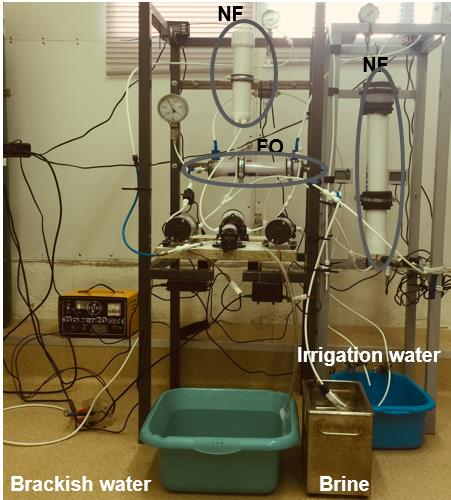 NF
NF
FO
Irrigation water
Brackish water
Brine